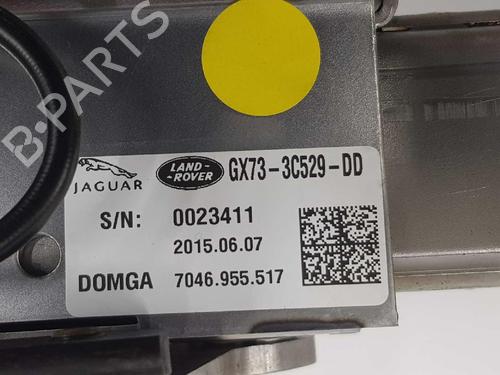 B-PARTS
JAGUAR LAND-ROVER GX73-3C529-DD
S/N: 0023411
2015.06.07
DOMGA 7046.955.517